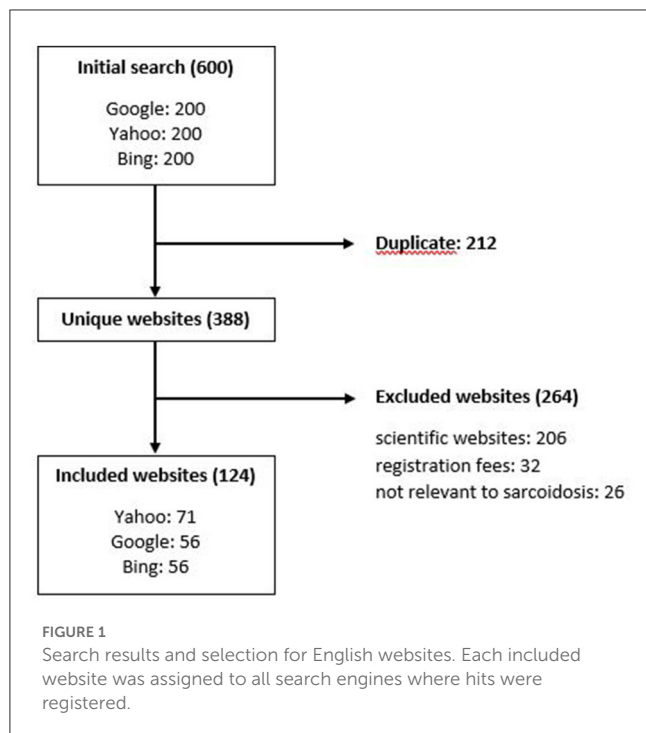 Initial search (600)
Google: 200
Yahoo: 200
Bing: 200
Duplicate: 212
Unique websites (388)
Excluded websites (264)
scientific websites: 206
registration fees: 32
not relevant to sarcoidosis: 26
Included websites (124)
Yahoo: 71
Google: 56
Bing: 56
FIGURE 1
Search results and selection for English websites. Each included
website was assigned to all search engines where hits were
registered.